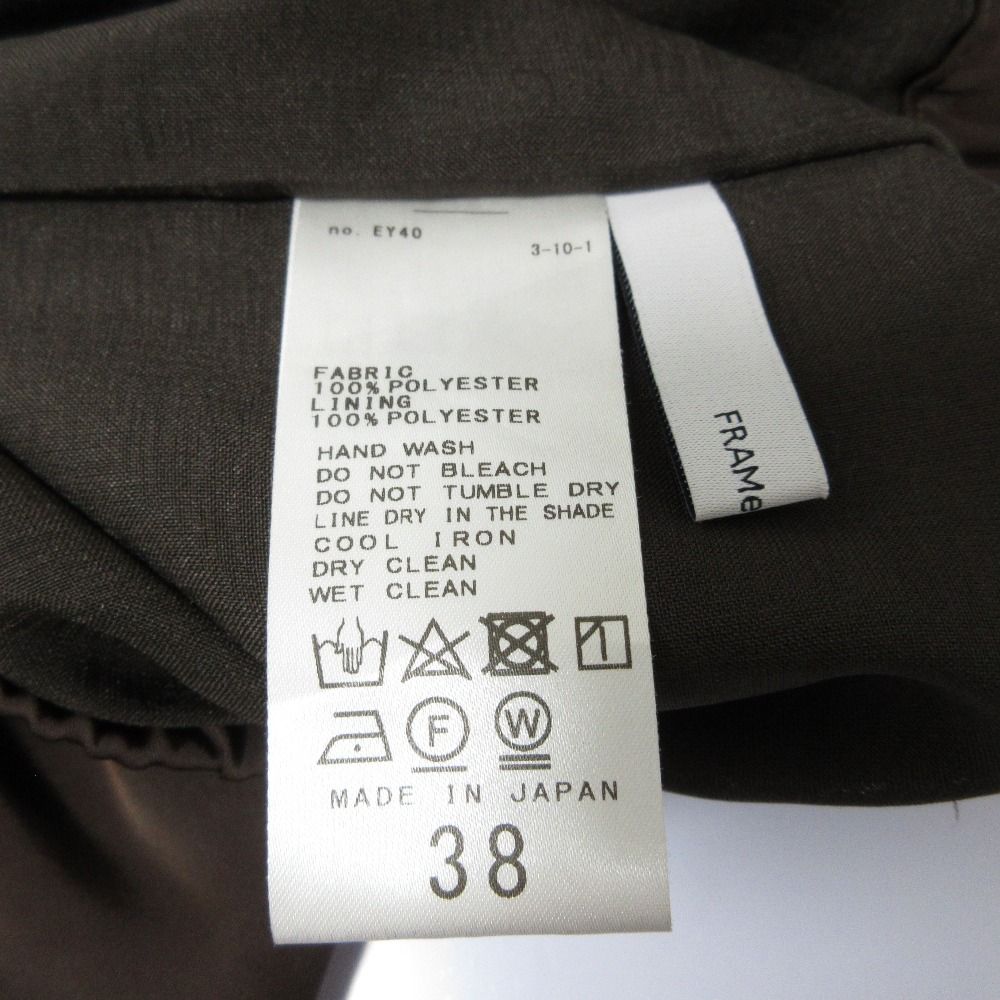 no. EY40
3-10-1
FABRIC
100% POLYESTER
LINING
100% POLYESTER
HAND WASH
DO NOT BLEACH
DO NOT TUMBLE DRY
LINE DRY IN THE SHADE
COOL IRON
DRY CLEAN
WET CLEAN
F
W
MADE IN JAPAN
38
FRAMe